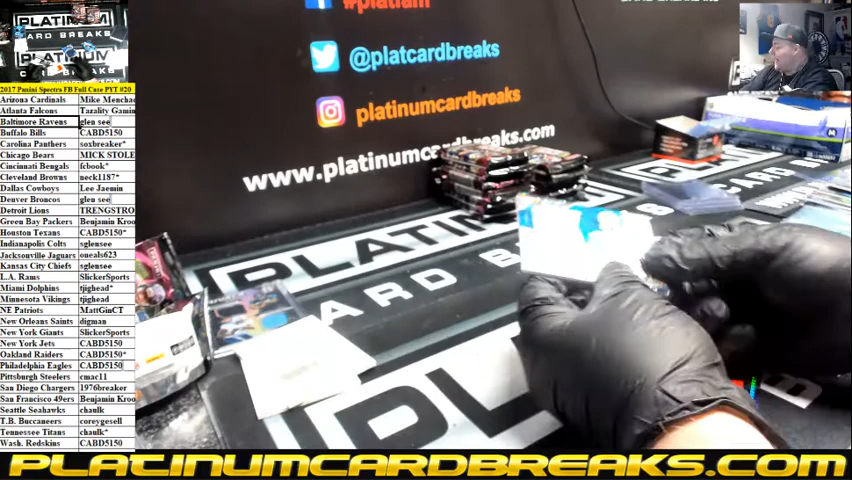 #platfam
@platcardbreaks
platinumcardbreaks
www.platinumcardbreaks.com
2017 Panini Spectra FB Full Case PYT #20
Arizona Cardinals Mike Menchac
Atlanta Falcons Tarality Gamin
Baltimore Ravens glen see
Buffalo Bills CABD5150
Carolina Panthers soxbreaker*
Chicago Bears MICK STOLE
Cincinnati Bengals fcbook*
Cleveland Browns neck1187*
Dallas Cowboys Lee Jaemin
Denver Broncos glen see
Detroit Lions TRENGSTRO
Green Bay Packers Benjamin Kroo
Houston Texans CABD5150*
Indianapolis Colts sglensee
Jacksonville Jaguars oneals623
Kansas City Chiefs sglensee
L.A. Rams SlickerSports
Miami Dolphins tjighead*
Minnesota Vikings tjighead
NE Patriots MattGinCT
New Orleans Saints digman
New York Giants SlickerSports
New York Jets CABD5150
Oakland Raiders CABD5150*
Philadelphia Eagles CABD5150
Pittsburgh Steelers cmac11
San Diego Chargers 1976breaker
San Francisco 49ers Benjamin Kroo
Seattle Seahawks chaulk
T.B. Buccaneers coreygesell
Tennessee Titans chaulk*
Wash. Redskins CABD5150
PLATINUM
CARD BREAKS
PLATINUMCARDBREAKS.COM